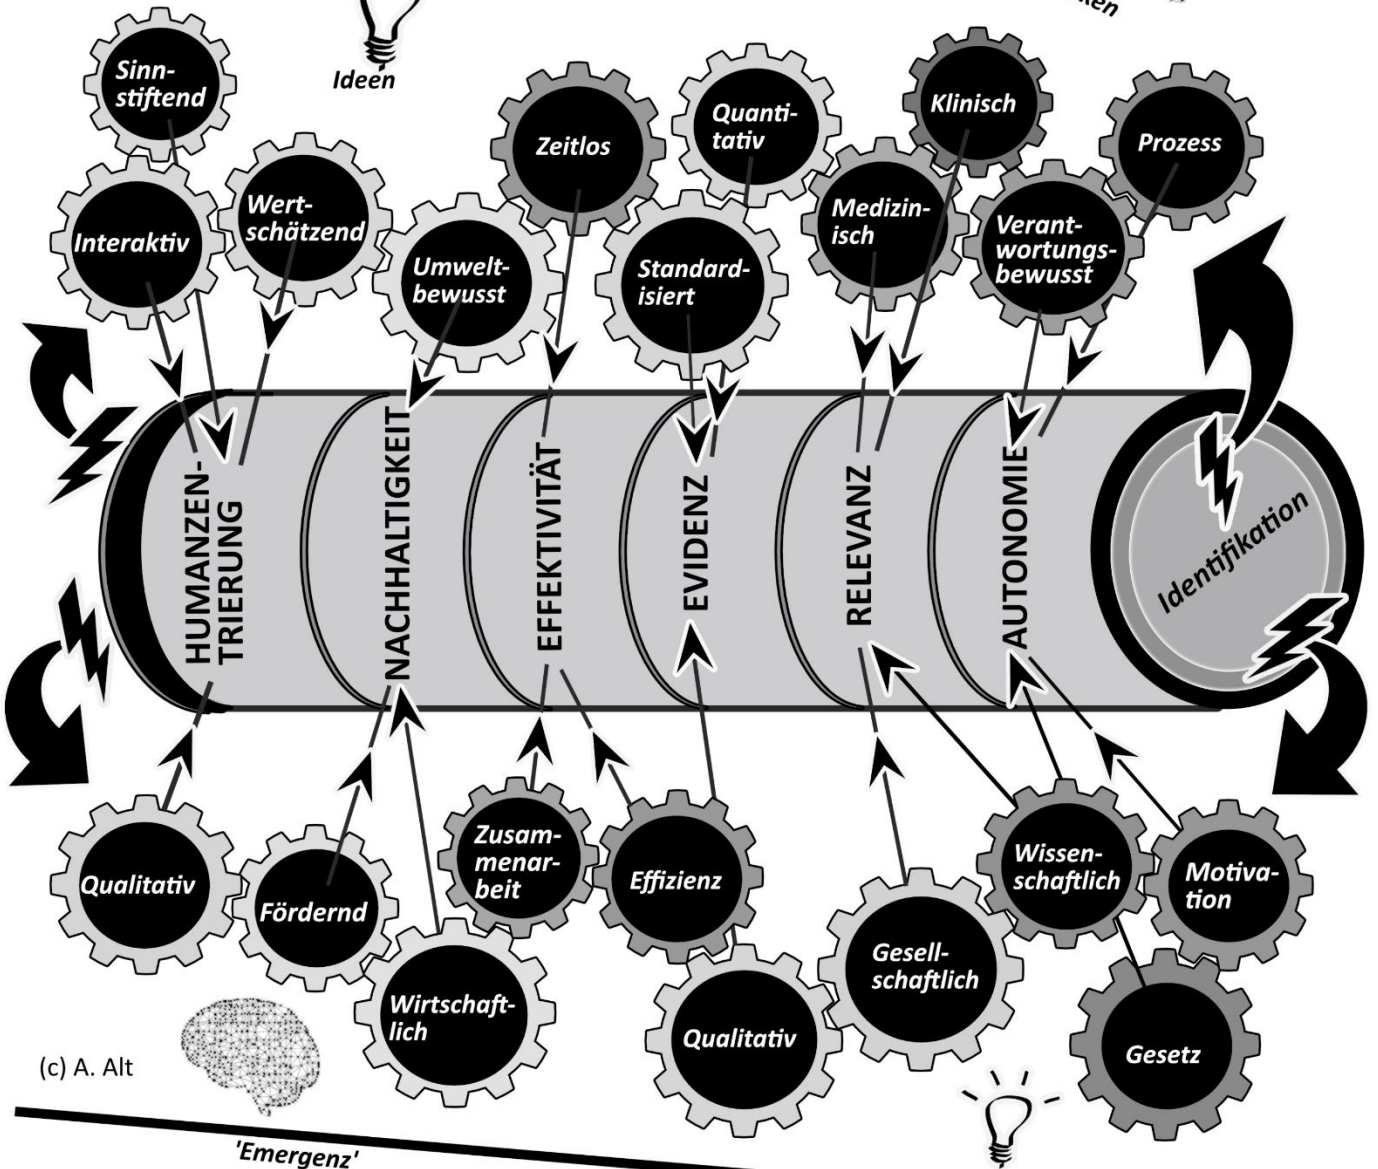 Ideen
Sinn-
stiftend
Interaktiv
Wert-
schätzend
Umwelt-
bewusst
Zeitlos
Quanti-
tativ
Standard-
isiert
Medizin-
isch
Klinisch
Verant-
wortungs-
bewusst
Prozess
HUMANZEN-
TRIERUNG
NACHHALTIGKEIT
EFFEKTIVITÄT
EVIDENZ
RELEVANZ
AUTONOMIE
Identifikation
Qualitativ
Fördernd
Wirtschaft-
lich
Zusam-
menar-
beit
Effizienz
Qualitativ
Gesell-
schaftlich
Wissen-
schaftlich
Motiva-
tion
Gesetz
(c) A. Alt
'Emergenz'